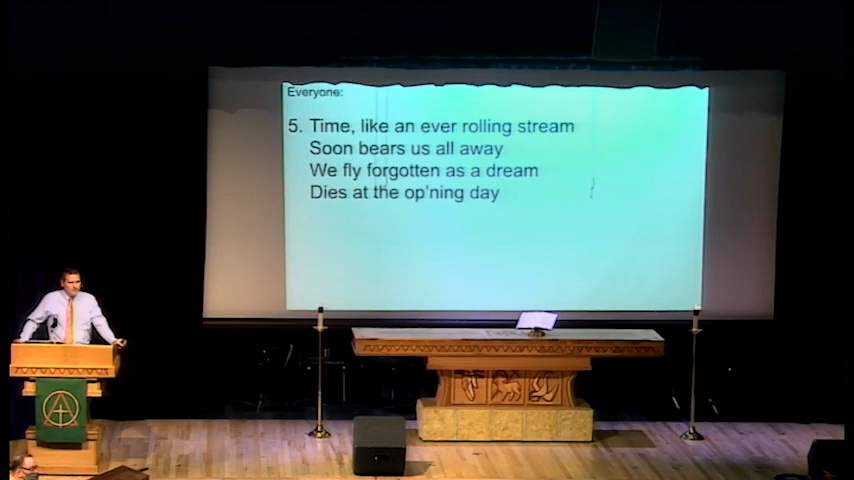 Everyone:
5. Time, like an ever rolling stream
Soon bears us all away
We fly forgotten as a dream
Dies at the op'ning day